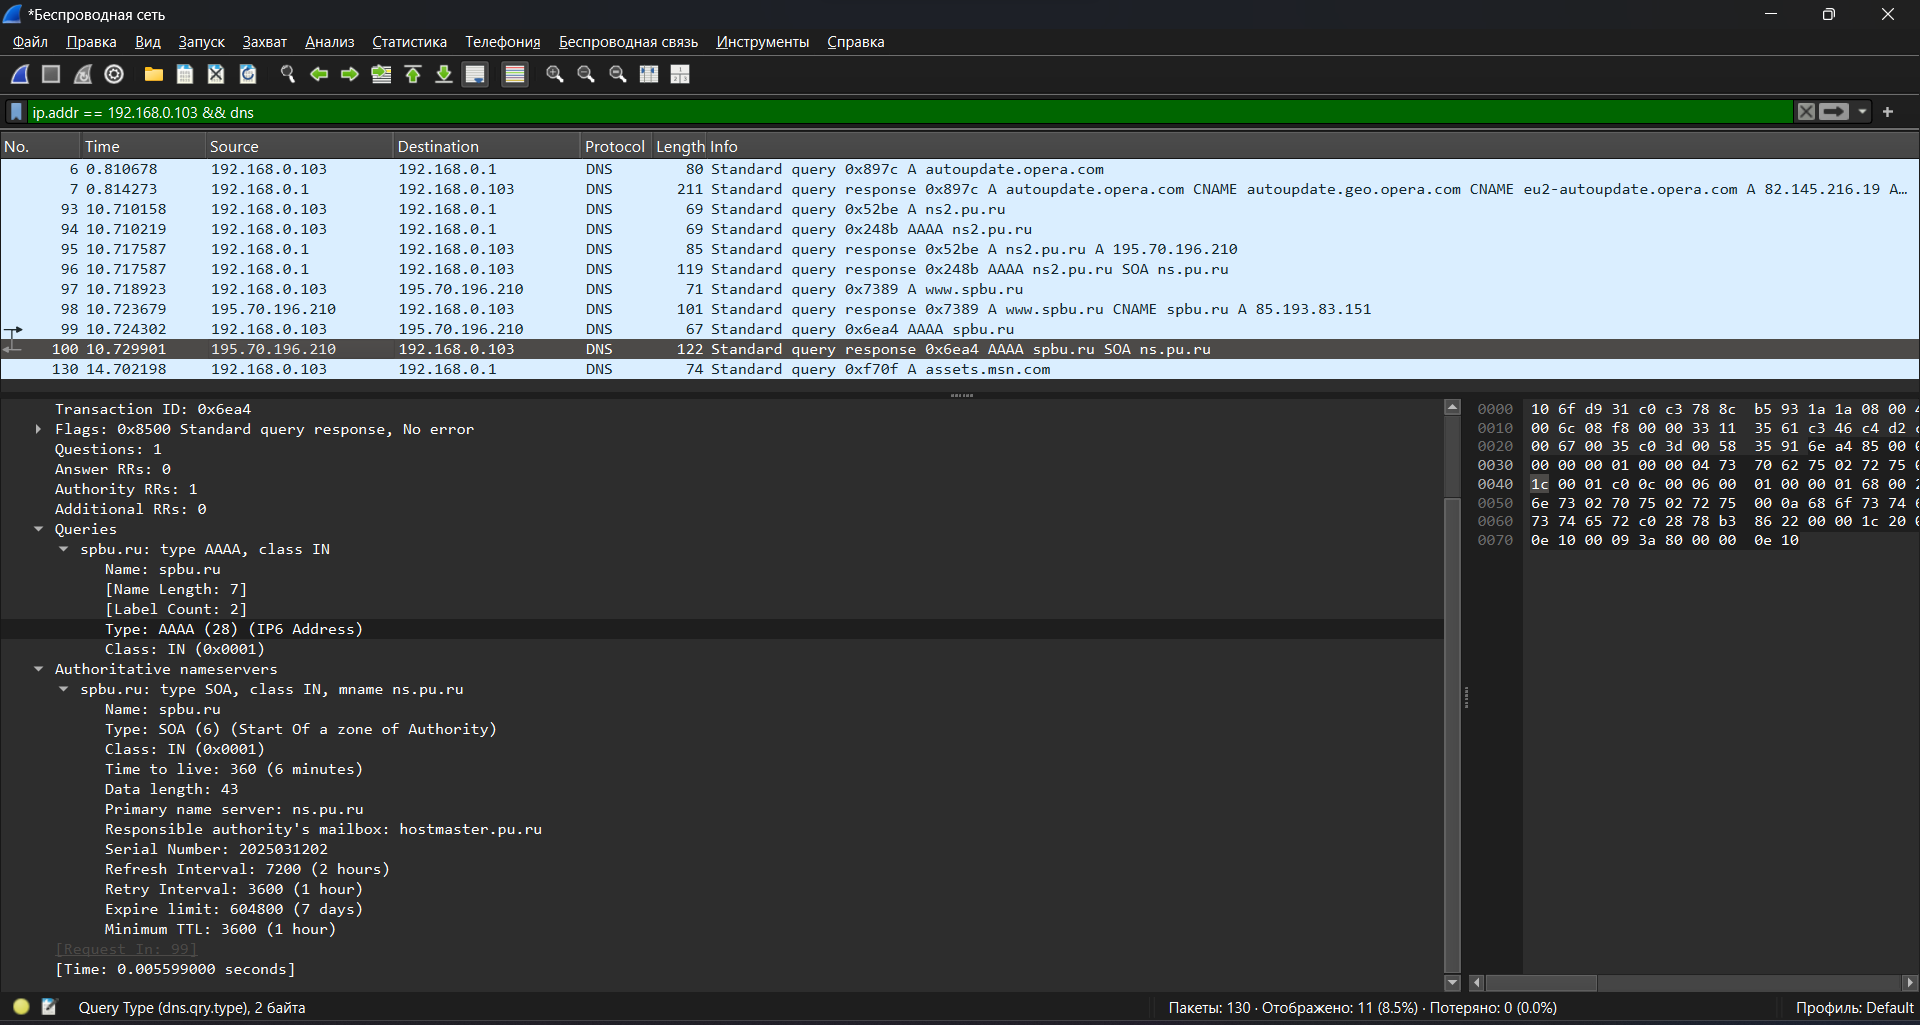 *Беспроводная сеть
Файл Правка Вид Запуск Захват Анализ Статистика Телефония Беспроводная связь Инструменты Справка
ip.addr == 192.168.0.103 && dns
No. Time Source Destination Protocol Length Info
6 0.810678 192.168.0.103 192.168.0.1 DNS 80 Standard query 0x897c A autoupdate.opera.com
7 0.814273 192.168.0.1 192.168.0.103 DNS 211 Standard query response 0x897c A autoupdate.opera.com CNAME autoupdate.geo.opera.com CNAME eu2-autoupdate.opera.com A 82.145.216.19 A…
93 10.710158 192.168.0.103 192.168.0.1 DNS 69 Standard query 0x52be A ns2.pu.ru
94 10.710219 192.168.0.103 192.168.0.1 DNS 69 Standard query 0x248b AAAA ns2.pu.ru
95 10.717587 192.168.0.1 192.168.0.103 DNS 85 Standard query response 0x52be A ns2.pu.ru A 195.70.196.210
96 10.717587 192.168.0.1 192.168.0.103 DNS 119 Standard query response 0x248b AAAA ns2.pu.ru SOA ns.pu.ru
97 10.718923 192.168.0.103 195.70.196.210 DNS 71 Standard query 0x7389 A www.spbu.ru
98 10.723679 195.70.196.210 192.168.0.103 DNS 101 Standard query response 0x7389 A www.spbu.ru CNAME spbu.ru A 85.193.83.151
99 10.724302 192.168.0.103 195.70.196.210 DNS 67 Standard query 0x6ea4 AAAA spbu.ru
100 10.729901 195.70.196.210 192.168.0.103 DNS 122 Standard query response 0x6ea4 AAAA spbu.ru SOA ns.pu.ru
130 14.702198 192.168.0.103 192.168.0.1 DNS 74 Standard query 0xf70f A assets.msn.com
Transaction ID: 0x6ea4
Flags: 0x8500 Standard query response, No error
Questions: 1
Answer RRs: 0
Authority RRs: 1
Additional RRs: 0
Queries
spbu.ru: type AAAA, class IN
Name: spbu.ru
[Name Length: 7]
[Label Count: 2]
Type: AAAA (28) (IP6 Address)
Class: IN (0x0001)
Authoritative nameservers
spbu.ru: type SOA, class IN, mname ns.pu.ru
Name: spbu.ru
Type: SOA (6) (Start Of a zone of Authority)
Class: IN (0x0001)
Time to live: 360 (6 minutes)
Data length: 43
Primary name server: ns.pu.ru
Responsible authority's mailbox: hostmaster.pu.ru
Serial Number: 2025031202
Refresh Interval: 7200 (2 hours)
Retry Interval: 3600 (1 hour)
Expire limit: 604800 (7 days)
Minimum TTL: 3600 (1 hour)
[Request In: 99]
[Time: 0.005599000 seconds]
0000 10 6f d9 31 c0 c3 78 8c b5 93 1a 1a 08 00
0010 00 6c 08 f8 00 00 33 11 35 61 c3 46 c4 d2
0020 00 67 00 35 c0 3d 00 58 35 91 6e a4 85 00
0030 00 00 00 01 00 00 04 73 70 62 75 02 72 75
0040 1c 00 01 c0 0c 00 06 00 01 00 00 01 68 00
0050 6e 73 02 70 75 02 72 75 00 0a 68 6f 73 74
0060 73 74 65 72 c0 28 78 b3 86 22 00 00 1c 20
0070 0e 10 00 09 3a 80 00 00 0e 10
Query Type (dns.qry.type), 2 байта
Пакеты: 130 · Отображено: 11 (8.5%) · Потеряно: 0 (0.0%)
Профиль: Default